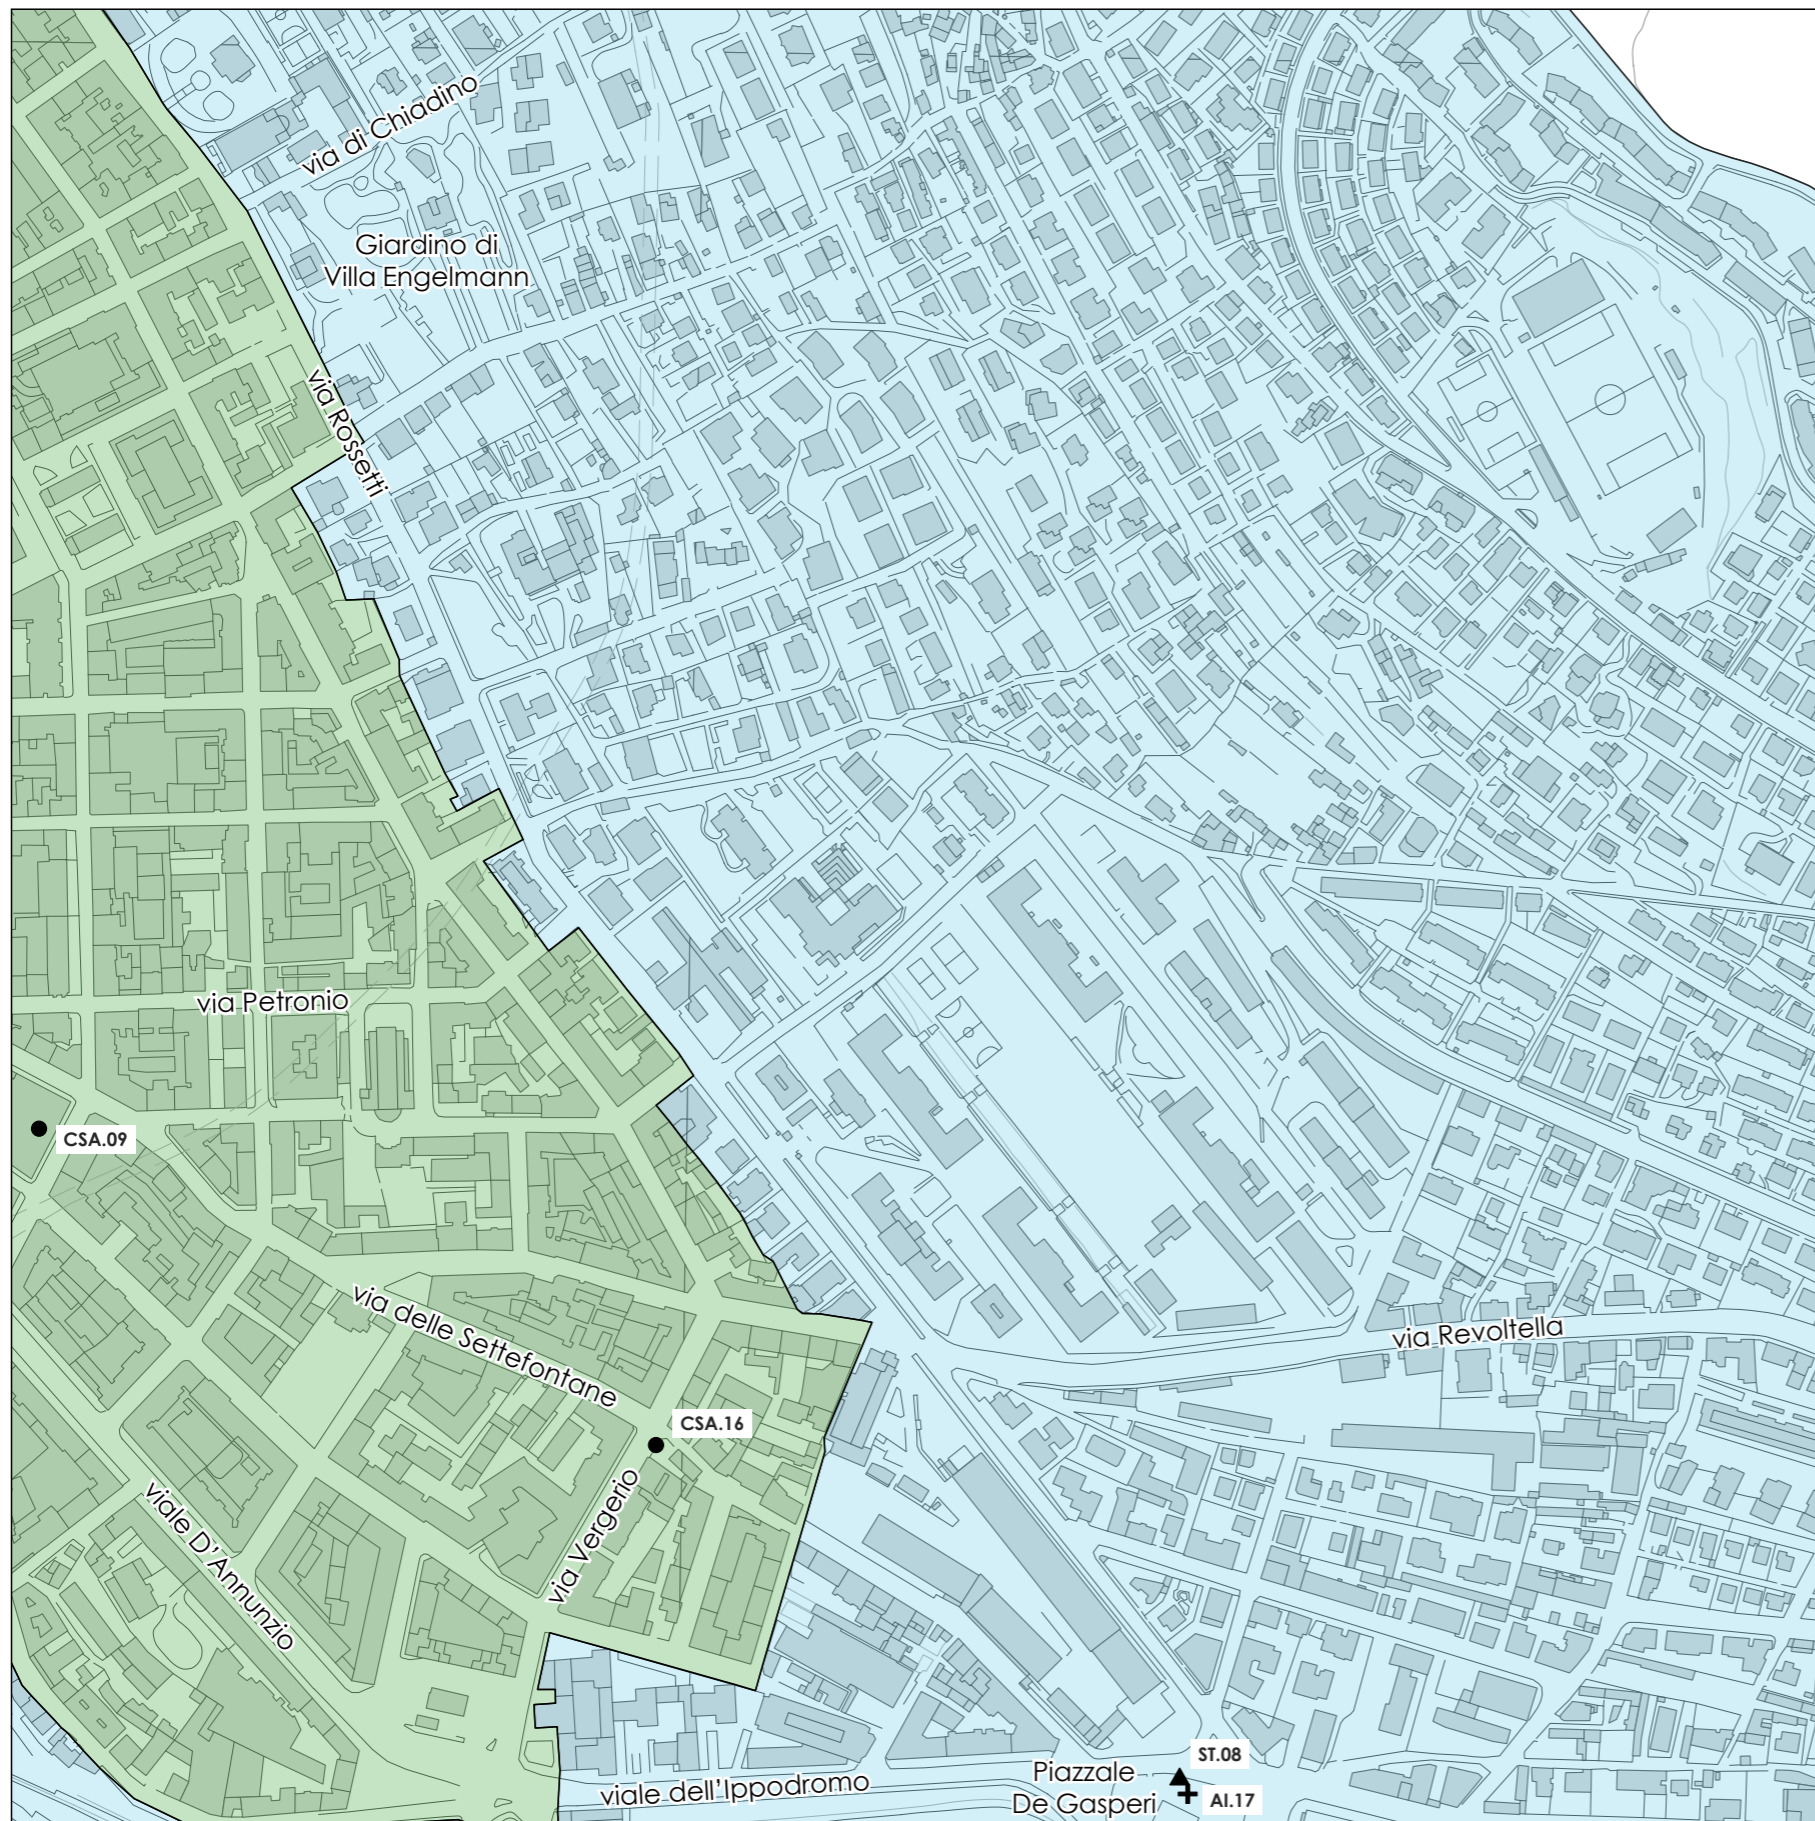 via di Chiadino
Giardino di
Villa Engelmann
via Rossetti
via Petronio
CSA.09
via delle Settefontane
via Revoltella
CSA.16
via Vergerio
viale D'Annunzio
ST.08
Piazzale
De Gasperi
AI.17
viale dell'Ippodromo